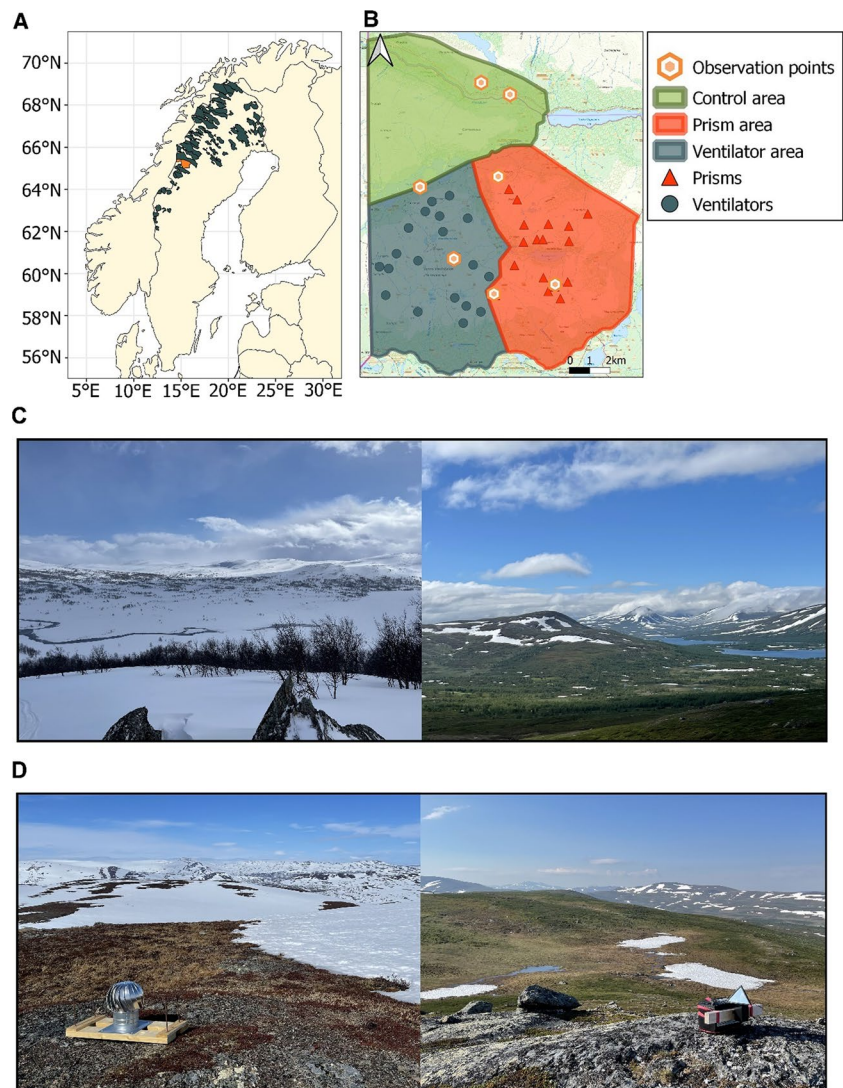 A
70°N
68°N
66°N
64°N
62°N
60°N
58°N
56°N
5°E 10°E 15°E 20°E 25°E 30°E
B
0 1 2km
Observation points
Control area
Prism area
Ventilator area
Prisms
Ventilators
C
D